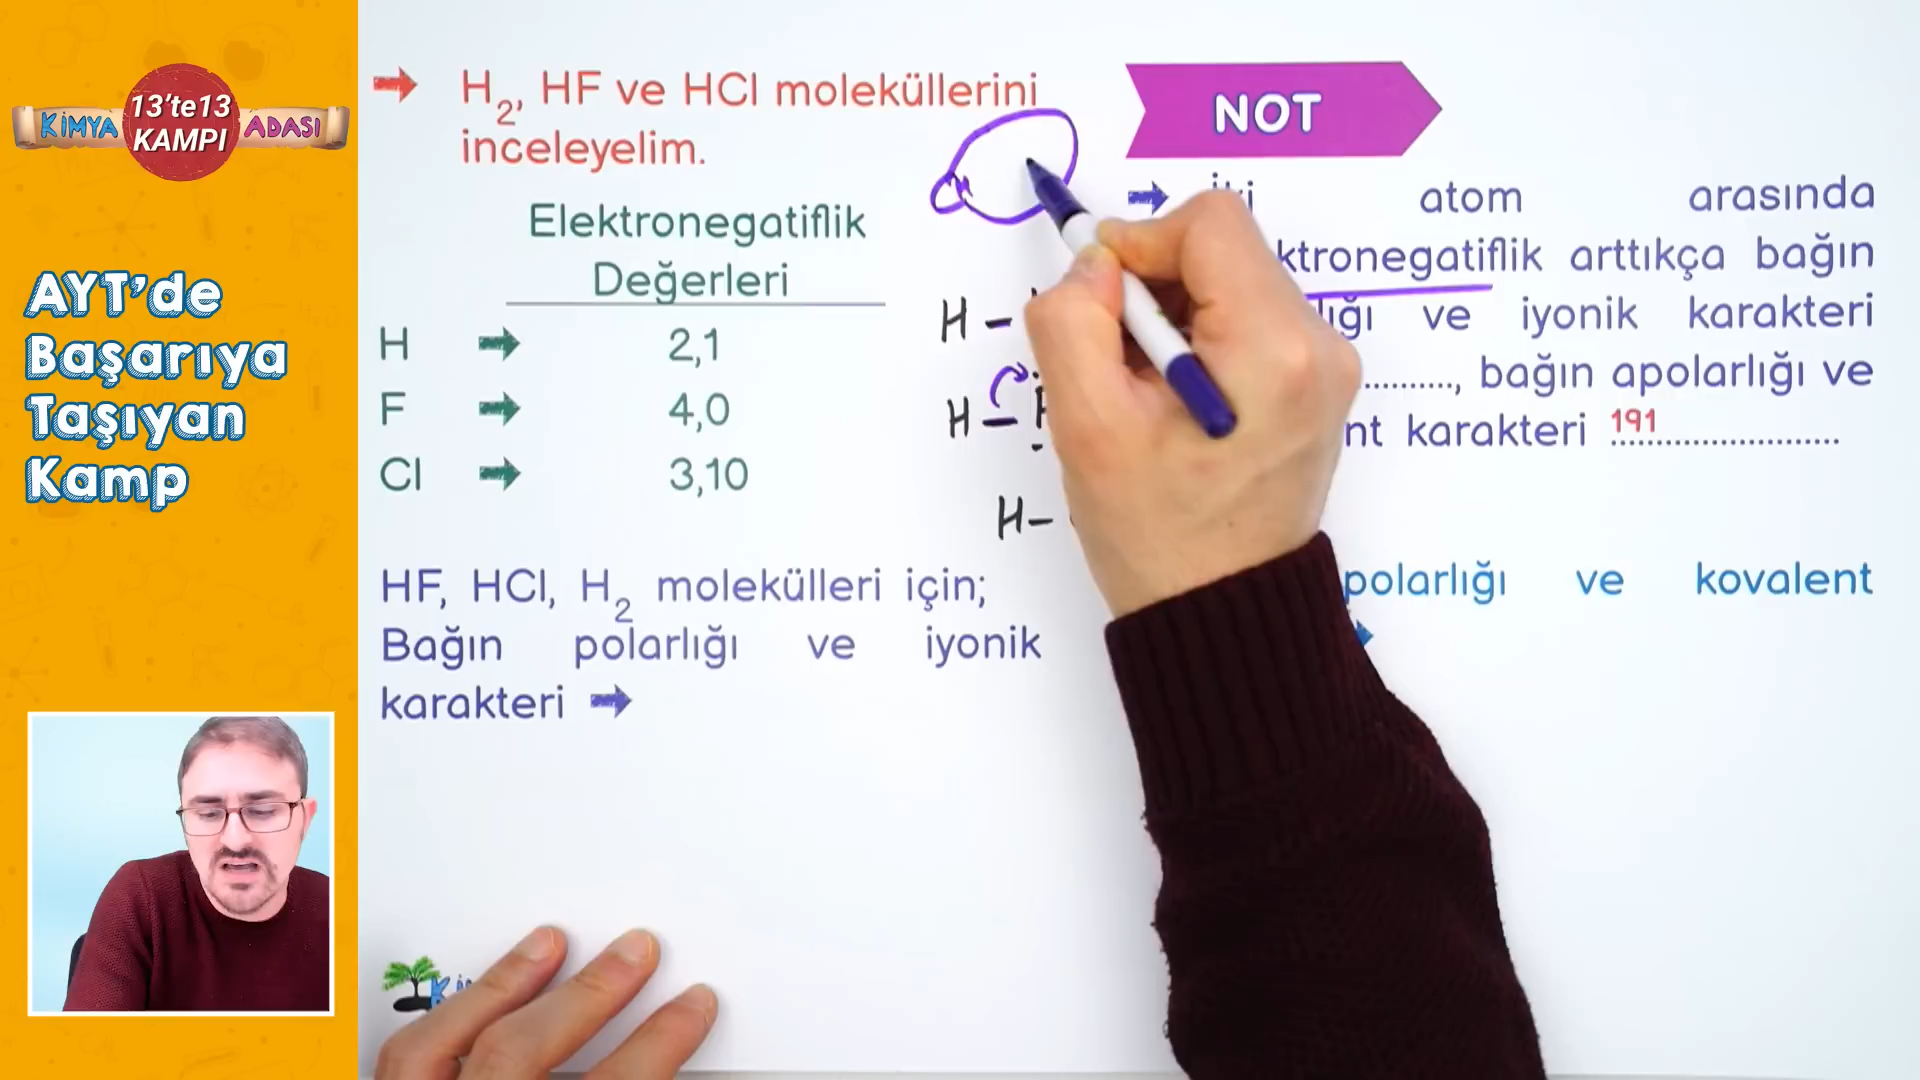 KİMYA
13'te13
KAMPI
ADASI
AYT'de
Başarıya
Taşıyan
Kamp
H2, HF ve HCl moleküllerini
inceleyelim.
Elektronegatiflik
Değerleri
H 2,1
F 4,0
Cl 3,10
H –
H –
H –
HF, HCl, H2 molekülleri için;
Bağın polarlığı ve iyonik
karakteri
NOT
atom arasında
ktronegatiflik arttıkça bağın
lığı ve iyonik karakteri
..........., bağın apolarlığı ve
nt karakteri 191..........................
polarlığı ve kovalent